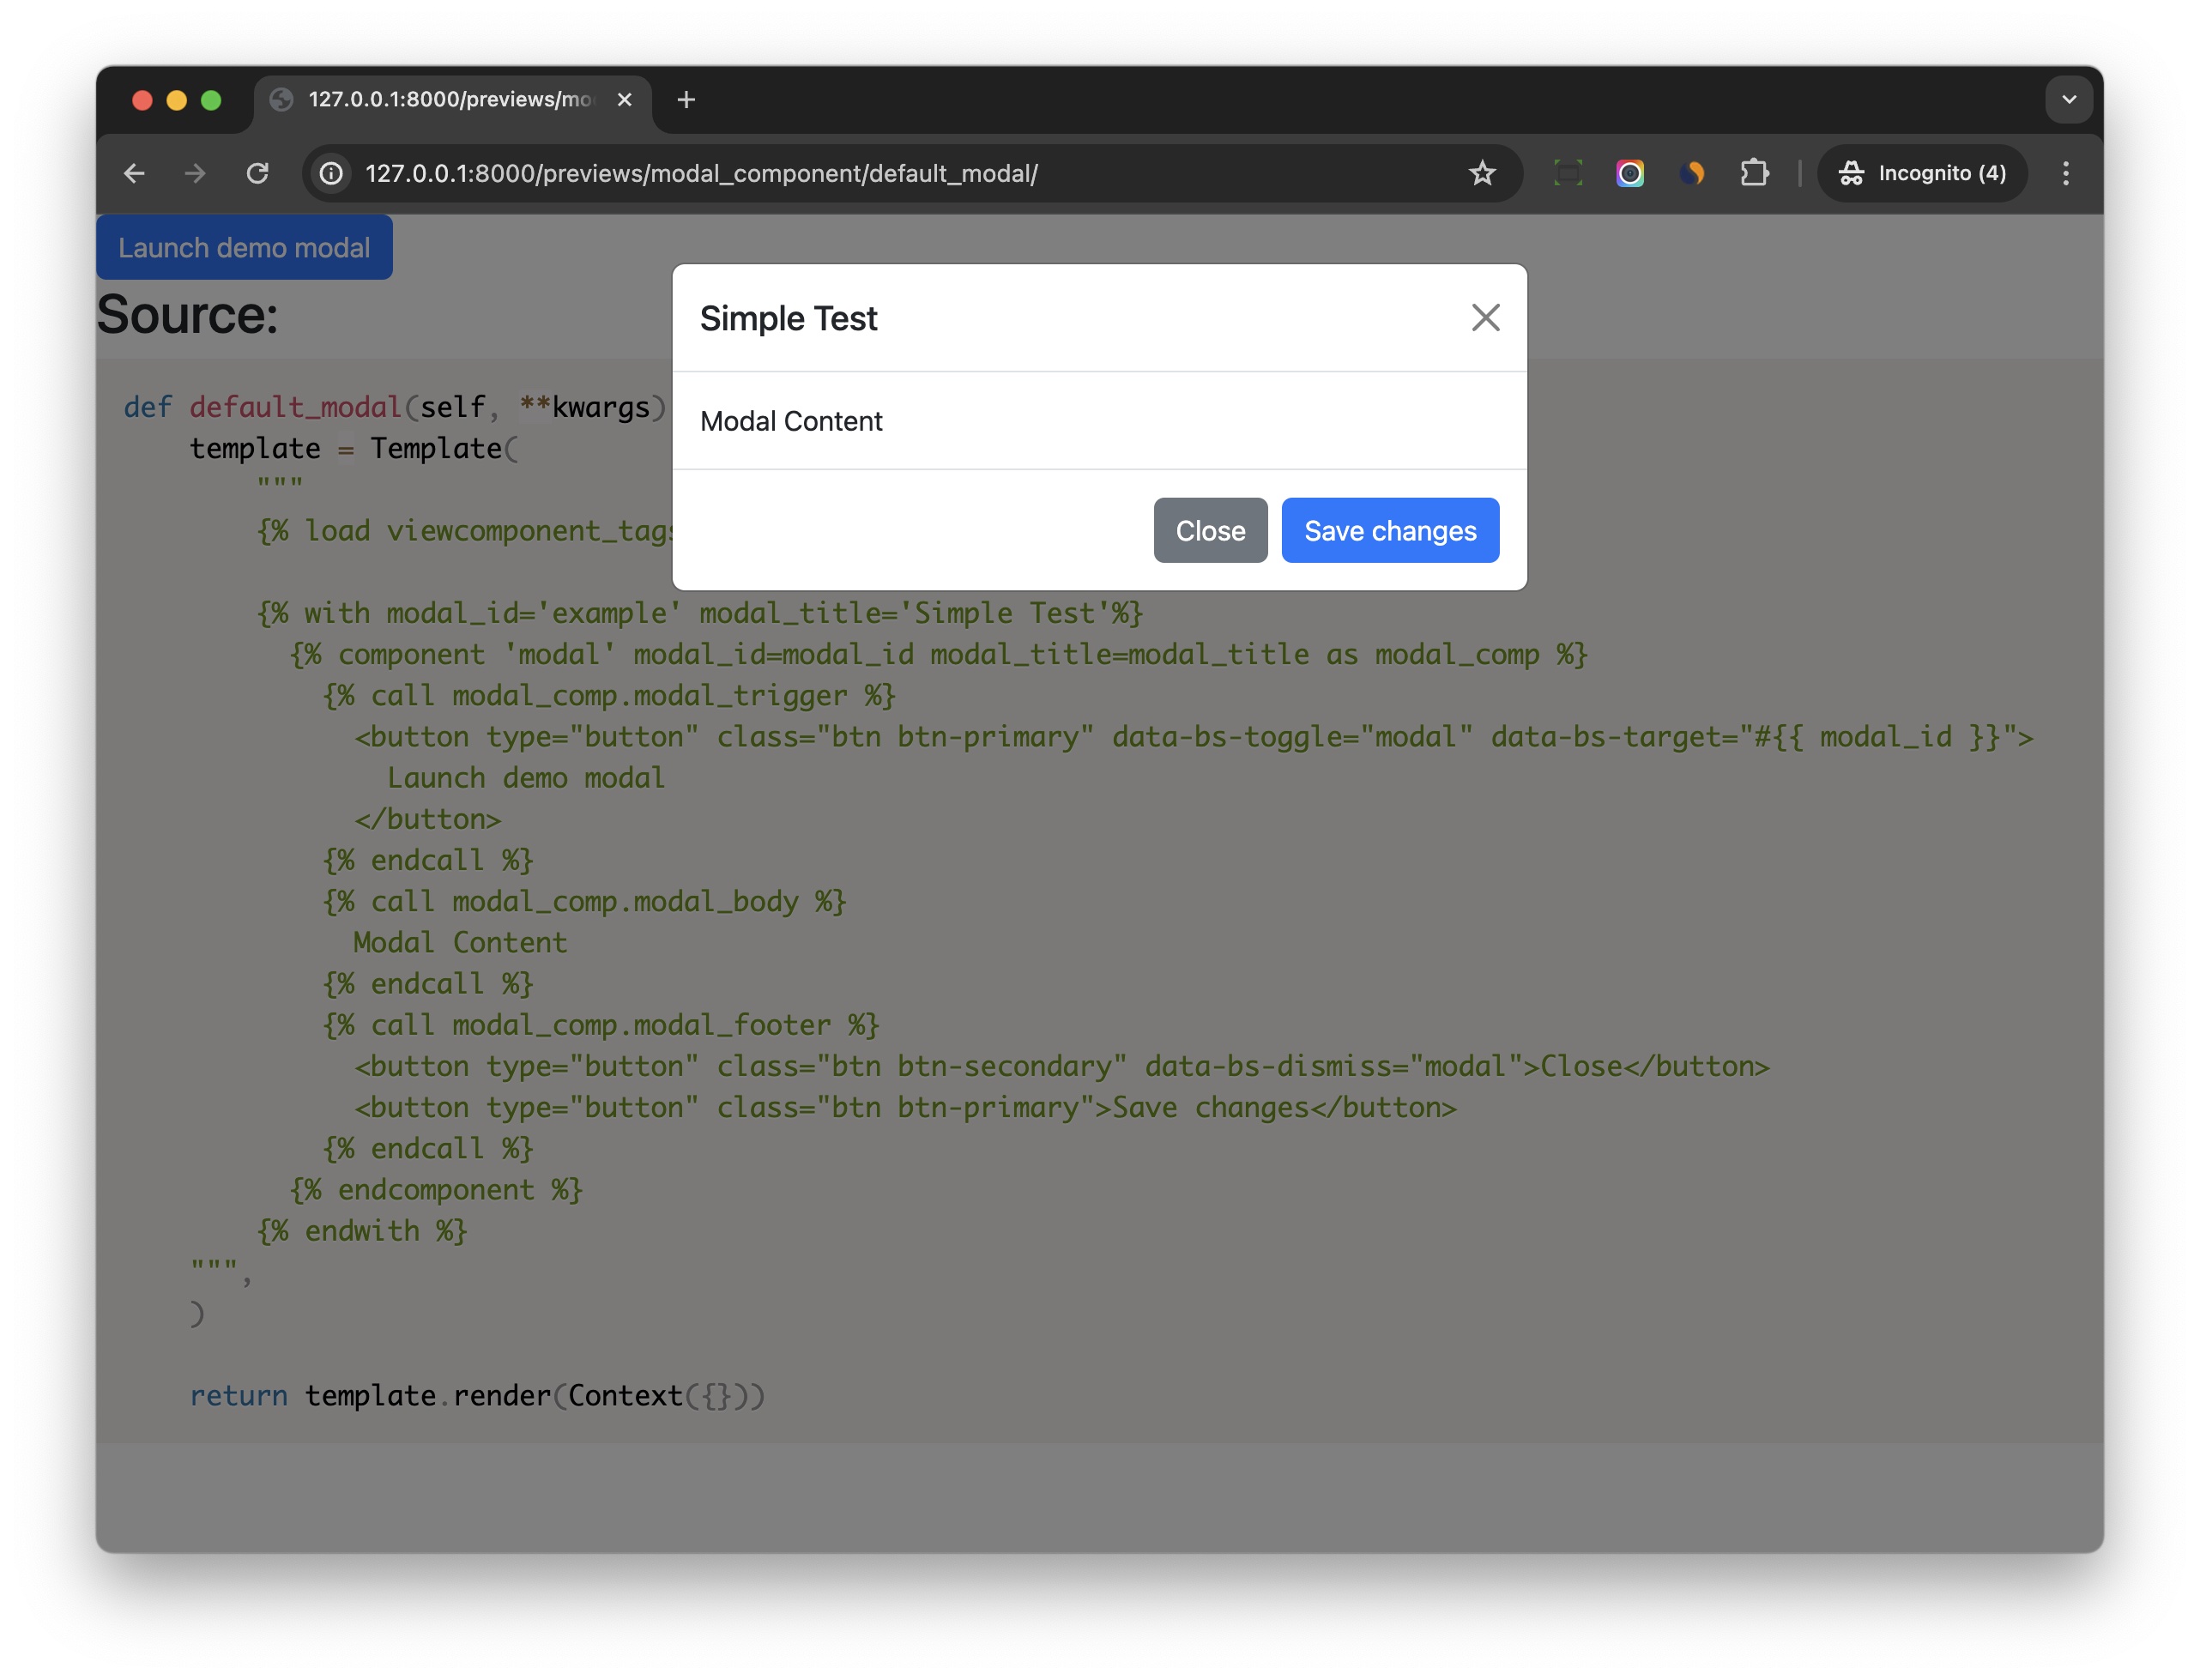 127.0.0.1:8000/previews/mo
127.0.0.1:8000/previews/modal_component/default_modal/
Incognito (4)
Launch demo modal
Source:
Simple Test
Modal Content
Close Save changes
def default_modal(self, **kwargs)
    template = Template(
        """
        {% load viewcomponent_tags
        {% with modal_id='example' modal_title='Simple Test'%}
          {% component 'modal' modal_id=modal_id modal_title=modal_title as modal_comp %}
            {% call modal_comp.modal_trigger %}
              <button type="button" class="btn btn-primary" data-bs-toggle="modal" data-bs-target="#{{ modal_id }}">
                Launch demo modal
              </button>
            {% endcall %}
            {% call modal_comp.modal_body %}
              Modal Content
            {% endcall %}
            {% call modal_comp.modal_footer %}
              <button type="button" class="btn btn-secondary" data-bs-dismiss="modal">Close</button>
              <button type="button" class="btn btn-primary">Save changes</button>
            {% endcall %}
          {% endcomponent %}
        {% endwith %}
    """,
    )
    return template.render(Context({}))